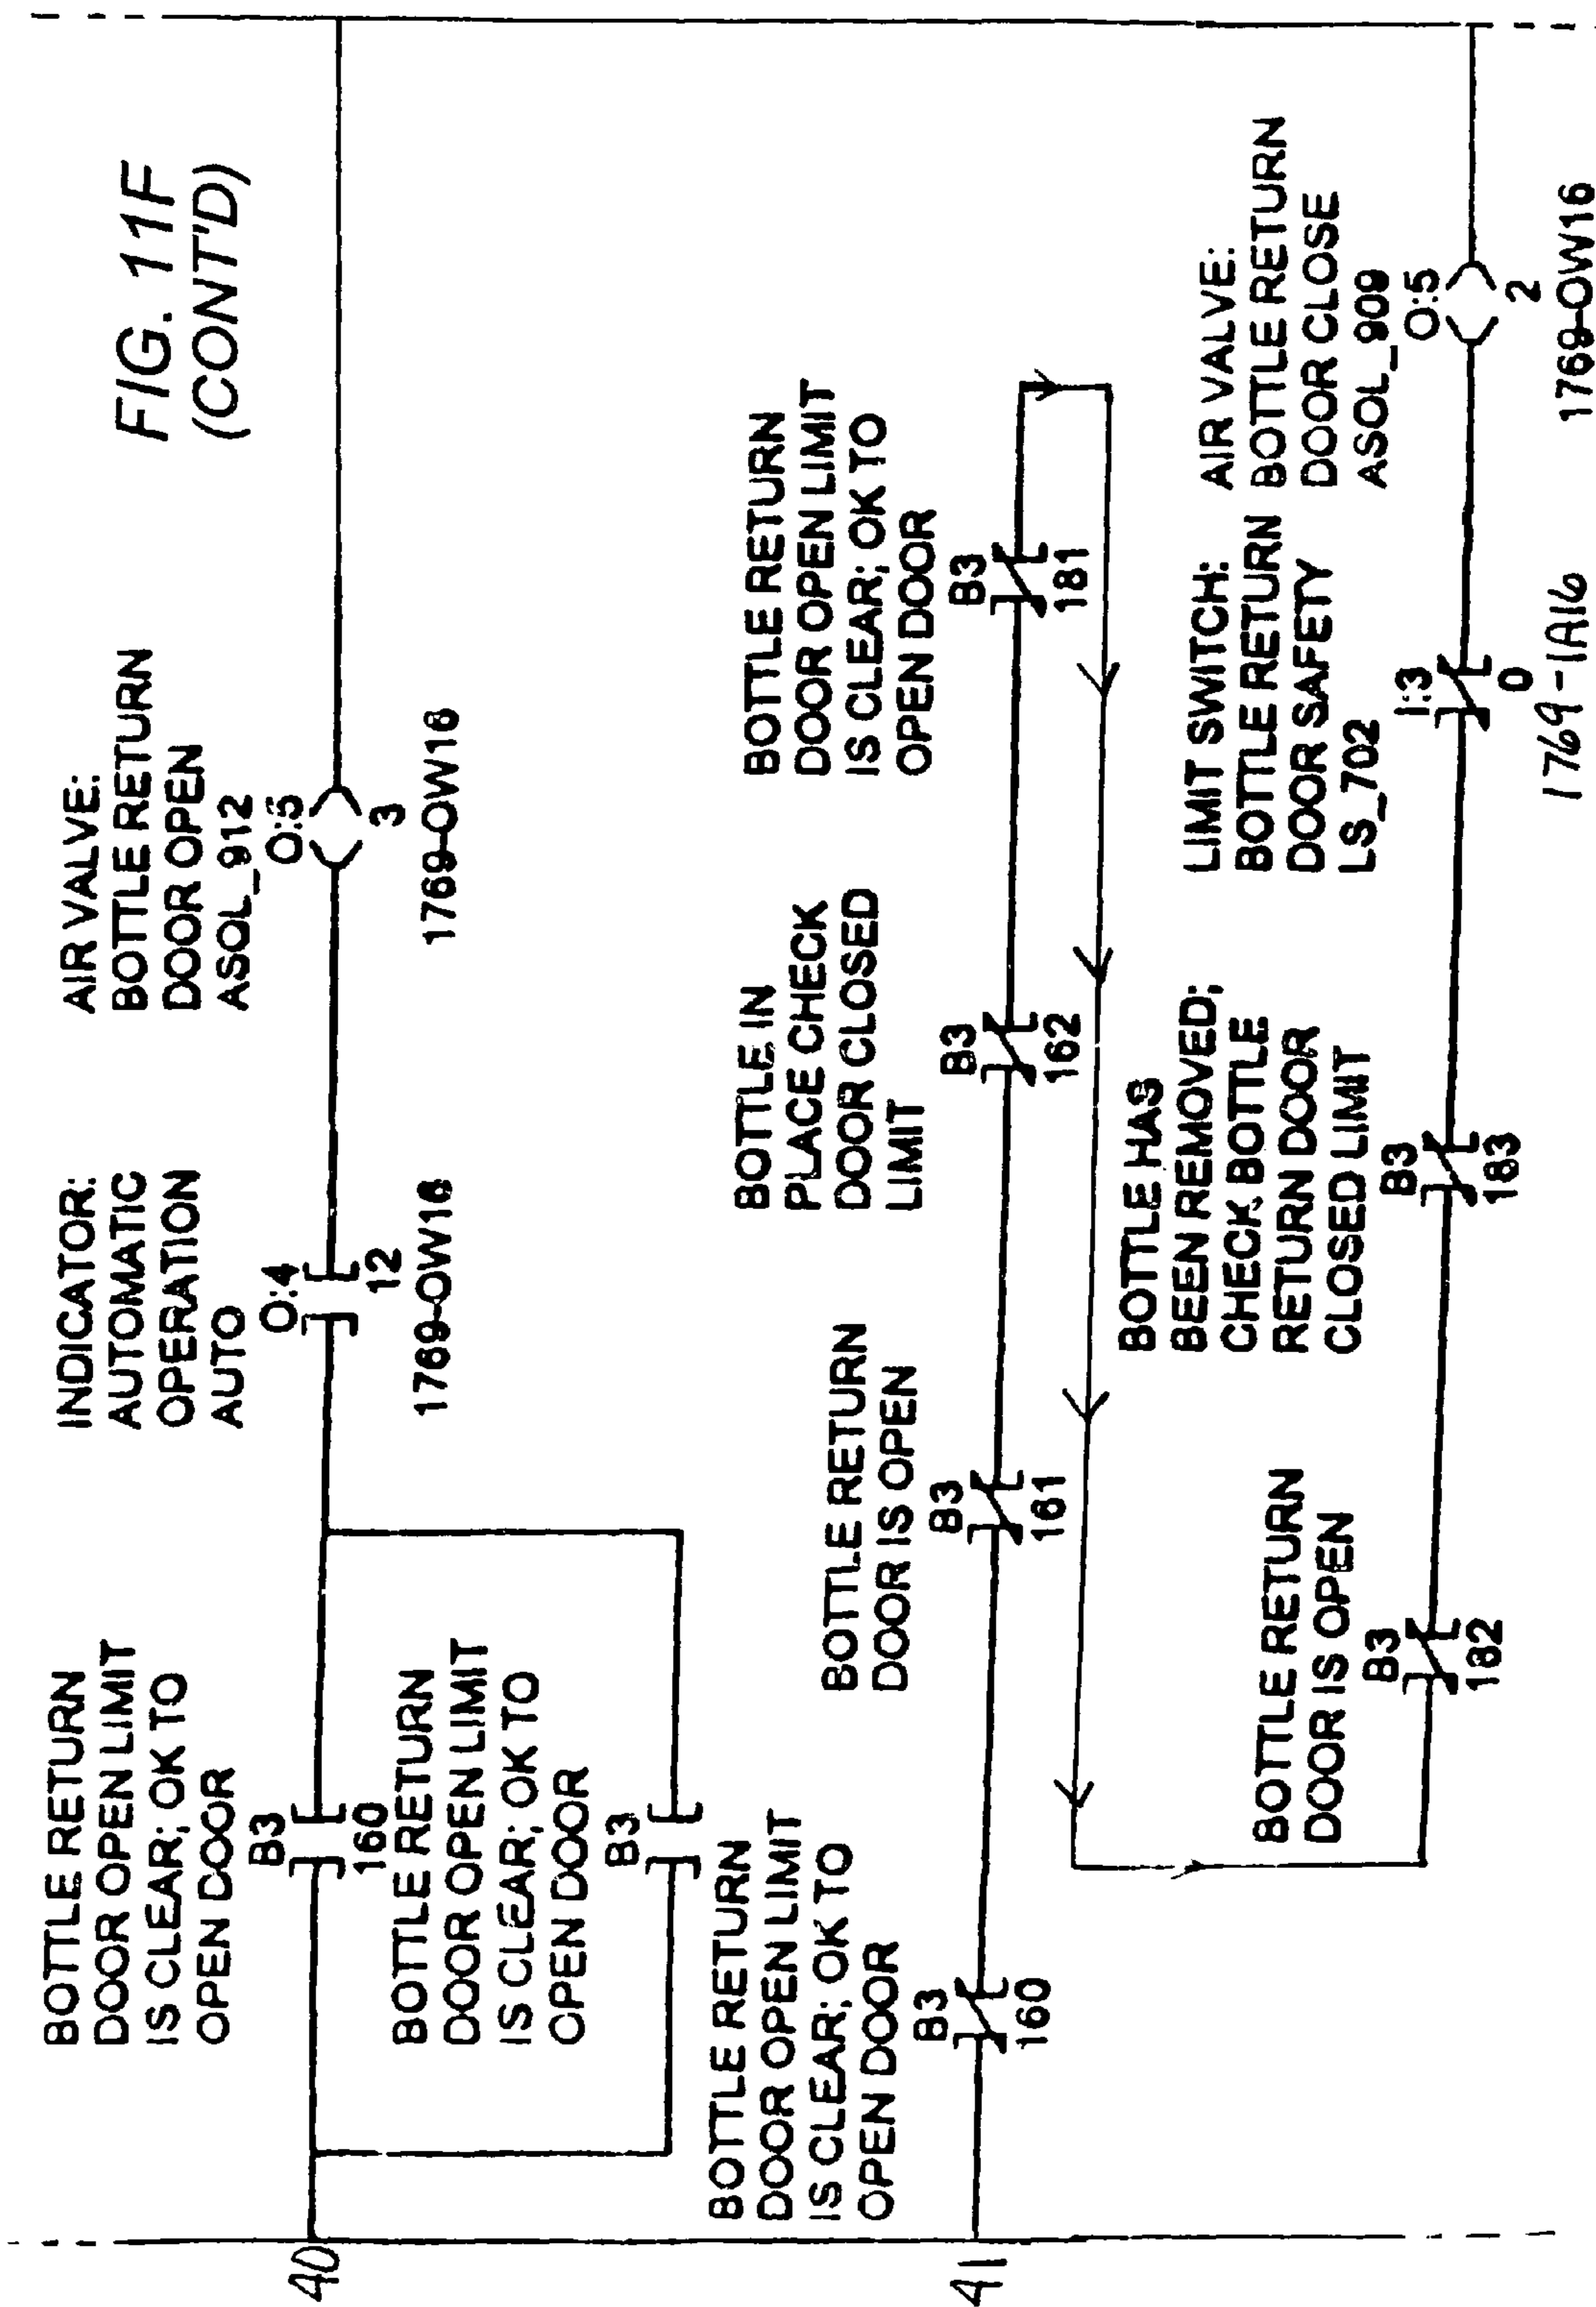 FIG. 11F
(CONT'D)
40
BOTTLE RETURN
DOOR OPEN LIMIT
IS CLEAR; OK TO
OPEN DOOR
B3
160
BOTTLE RETURN
DOOR OPEN LIMIT
IS CLEAR; OK TO
OPEN DOOR
B3
INDICATOR:
AUTOMATIC
OPERATION
AUTO
O:4
12
1769-OW16
AIR VALVE:
BOTTLE RETURN
DOOR OPEN
ASOL_912
O:5
3
1769-OW16
41
BOTTLE RETURN
DOOR OPEN LIMIT
IS CLEAR; OK TO
OPEN DOOR
B3
160
BOTTLE RETURN
DOOR IS OPEN
B3
161
BOTTLE IN
PLACE CHECK
DOOR CLOSED
LIMIT
B3
162
BOTTLE RETURN
DOOR OPEN LIMIT
IS CLEAR; OK TO
OPEN DOOR
B3
181
BOTTLE RETURN
DOOR IS OPEN
B3
182
BOTTLE HAS
BEEN REMOVED;
CHECK BOTTLE
RETURN DOOR
CLOSED LIMIT
B3
183
LIMIT SWITCH:
BOTTLE RETURN
DOOR SAFETY
LS_702
I:3
0
1769-IA16
AIR VALVE:
BOTTLE RETURN
DOOR CLOSE
ASOL_909
O:5
2
1769-OW16